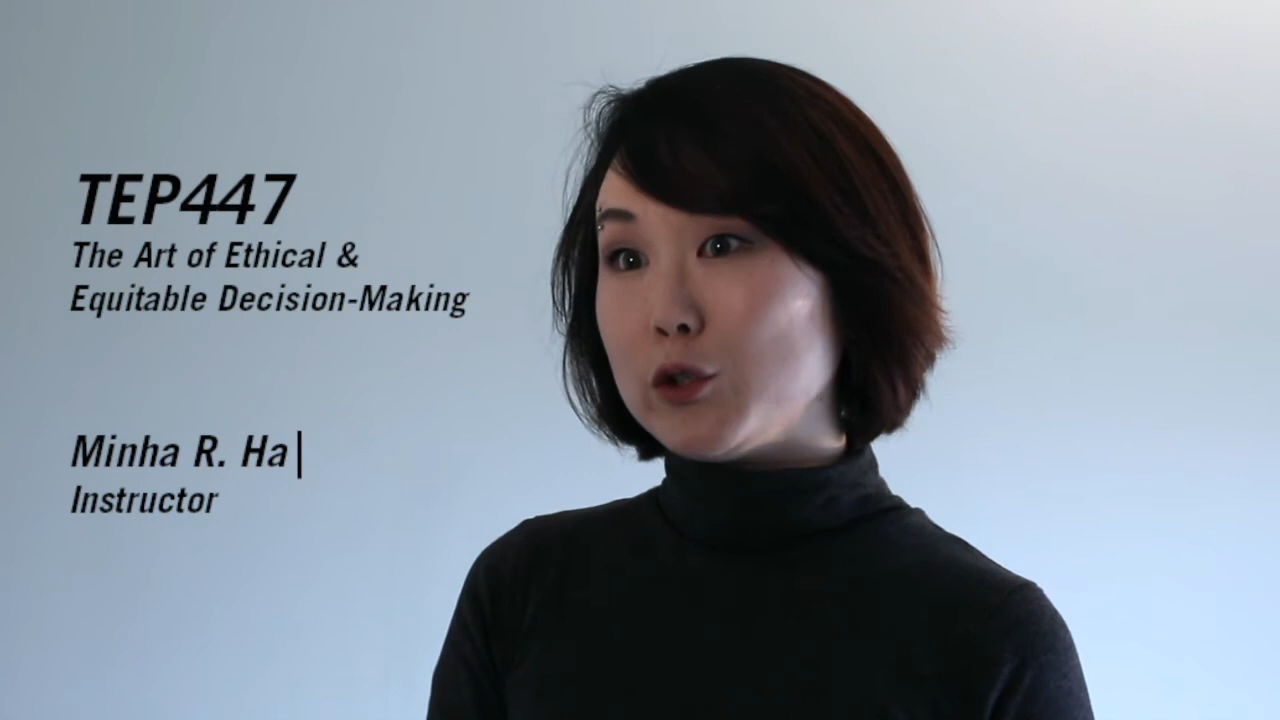 TEP447
The Art of Ethical &
Equitable Decision-Making
Minha R. Ha|
Instructor